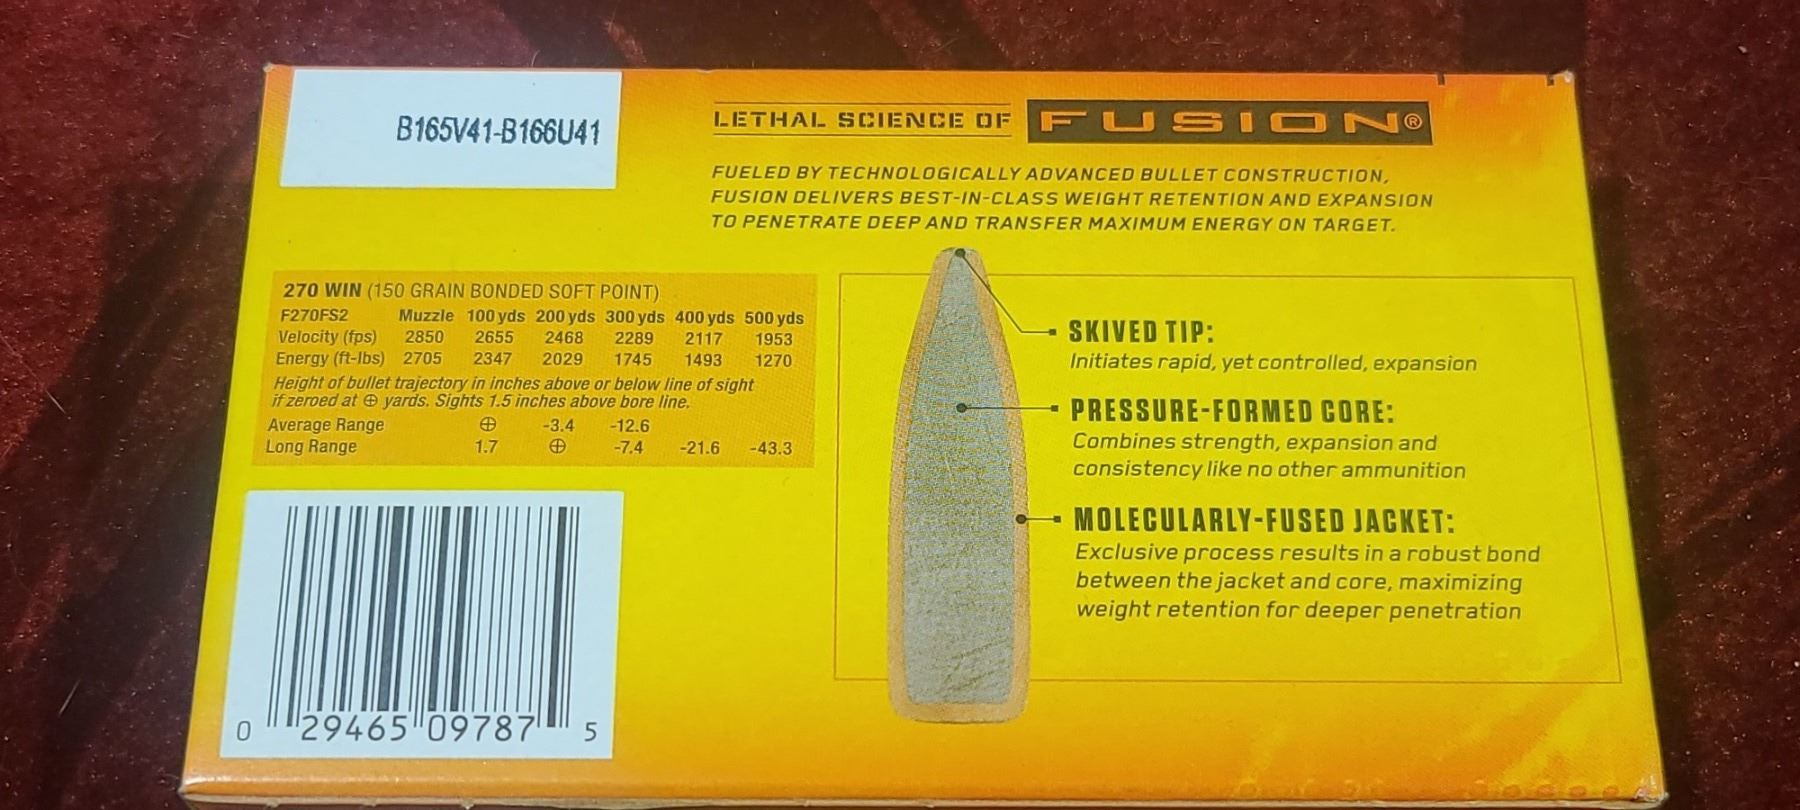 B165V41-B166U41
LETHAL SCIENCE OF FUSION®
FUELED BY TECHNOLOGICALLY ADVANCED BULLET CONSTRUCTION,
FUSION DELIVERS BEST-IN-CLASS WEIGHT RETENTION AND EXPANSION
TO PENETRATE DEEP AND TRANSFER MAXIMUM ENERGY ON TARGET.
270 WIN (150 GRAIN BONDED SOFT POINT)
F270FS2 Muzzle 100 yds 200 yds 300 yds 400 yds 500 yds
Velocity (fps) 2850 2655 2468 2289 2117 1953
Energy (ft-lbs) 2705 2347 2029 1745 1493 1270
Height of bullet trajectory in inches above or below line of sight
if zeroed at ⊕ yards. Sights 1.5 inches above bore line.
Average Range ⊕ -3.4 -12.6
Long Range 1.7 ⊕ -7.4 -21.6 -43.3
SKIVED TIP:
Initiates rapid, yet controlled, expansion
PRESSURE-FORMED CORE:
Combines strength, expansion and
consistency like no other ammunition
MOLECULARLY-FUSED JACKET:
Exclusive process results in a robust bond
between the jacket and core, maximizing
weight retention for deeper penetration
0 29465 09787 5